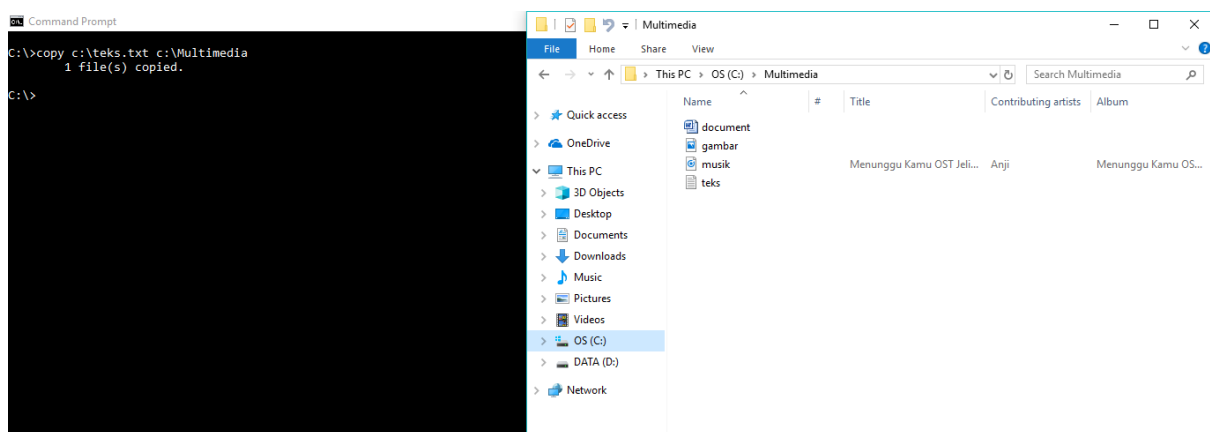 Command Prompt
C:\>copy c:\teks.txt c:\Multimedia
1 file(s) copied.
C:\>
Multimedia
File Home Share View
This PC > OS (C:) > Multimedia
Search Multimedia
Name # Title Contributing artists Album
document
gambar
musik Menunggu Kamu OST Jeli... Anji Menunggu Kamu OS...
teks
Quick access
OneDrive
This PC
3D Objects
Desktop
Documents
Downloads
Music
Pictures
Videos
OS (C:)
DATA (D:)
Network